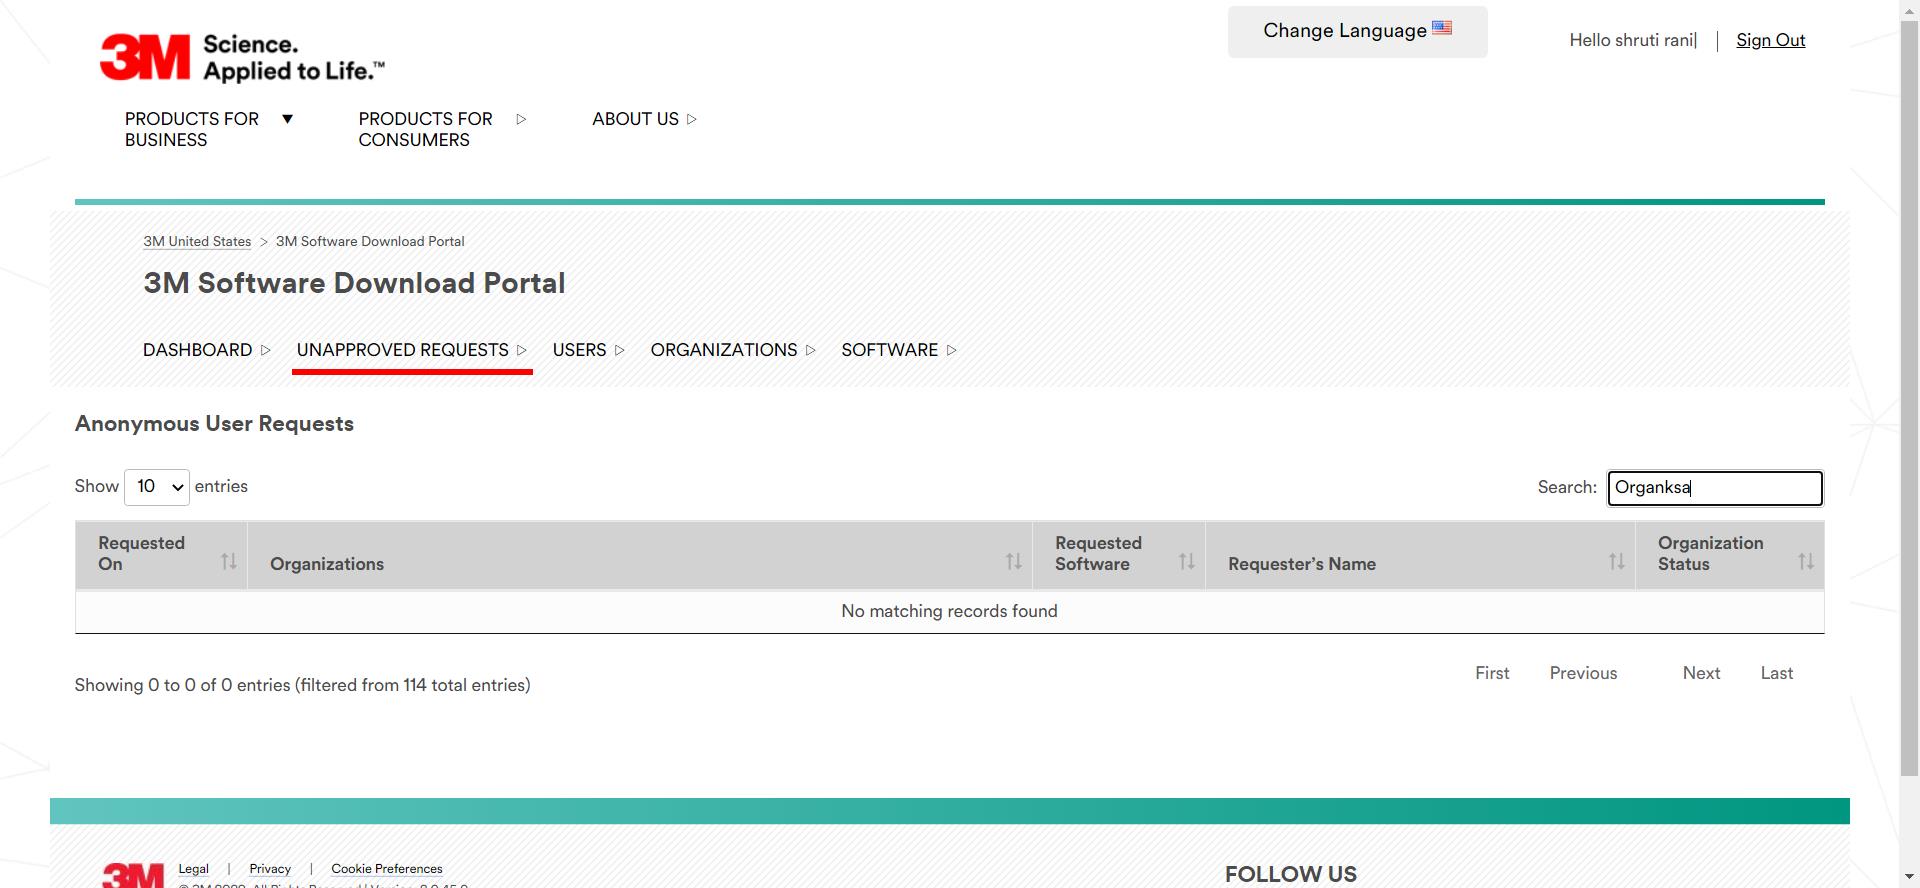 3M Science.
Applied to Life.™
Change Language
Hello shruti rani| | Sign Out
PRODUCTS FOR
BUSINESS
PRODUCTS FOR
CONSUMERS
ABOUT US
3M United States > 3M Software Download Portal
3M Software Download Portal
DASHBOARD
UNAPPROVED REQUESTS
USERS
ORGANIZATIONS
SOFTWARE
Anonymous User Requests
Show 10 entries
Search: Organksa
Requested
On
Organizations
Requested
Software
Requester's Name
Organization
Status
No matching records found
Showing 0 to 0 of 0 entries (filtered from 114 total entries)
First Previous Next Last
3M
Legal | Privacy | Cookie Preferences
FOLLOW US